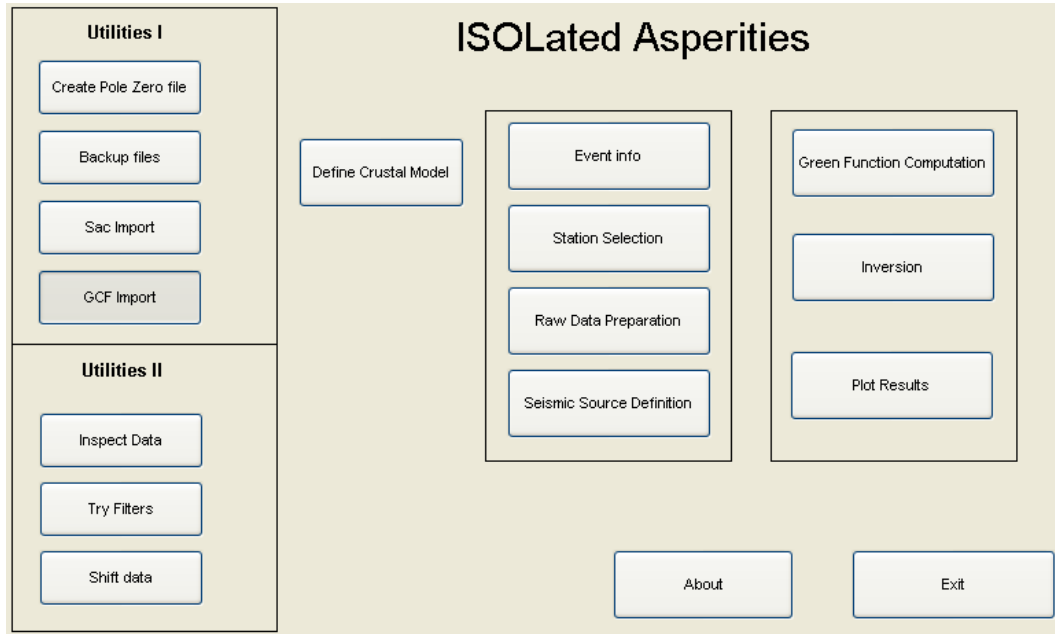 ISOLated Asperities
Utilities I
Create Pole Zero file
Backup files
Sac Import
GCF Import
Utilities II
Inspect Data
Try Filters
Shift data
Define Crustal Model
Event info
Station Selection
Raw Data Preparation
Seismic Source Definition
Green Function Computation
Inversion
Plot Results
About
Exit